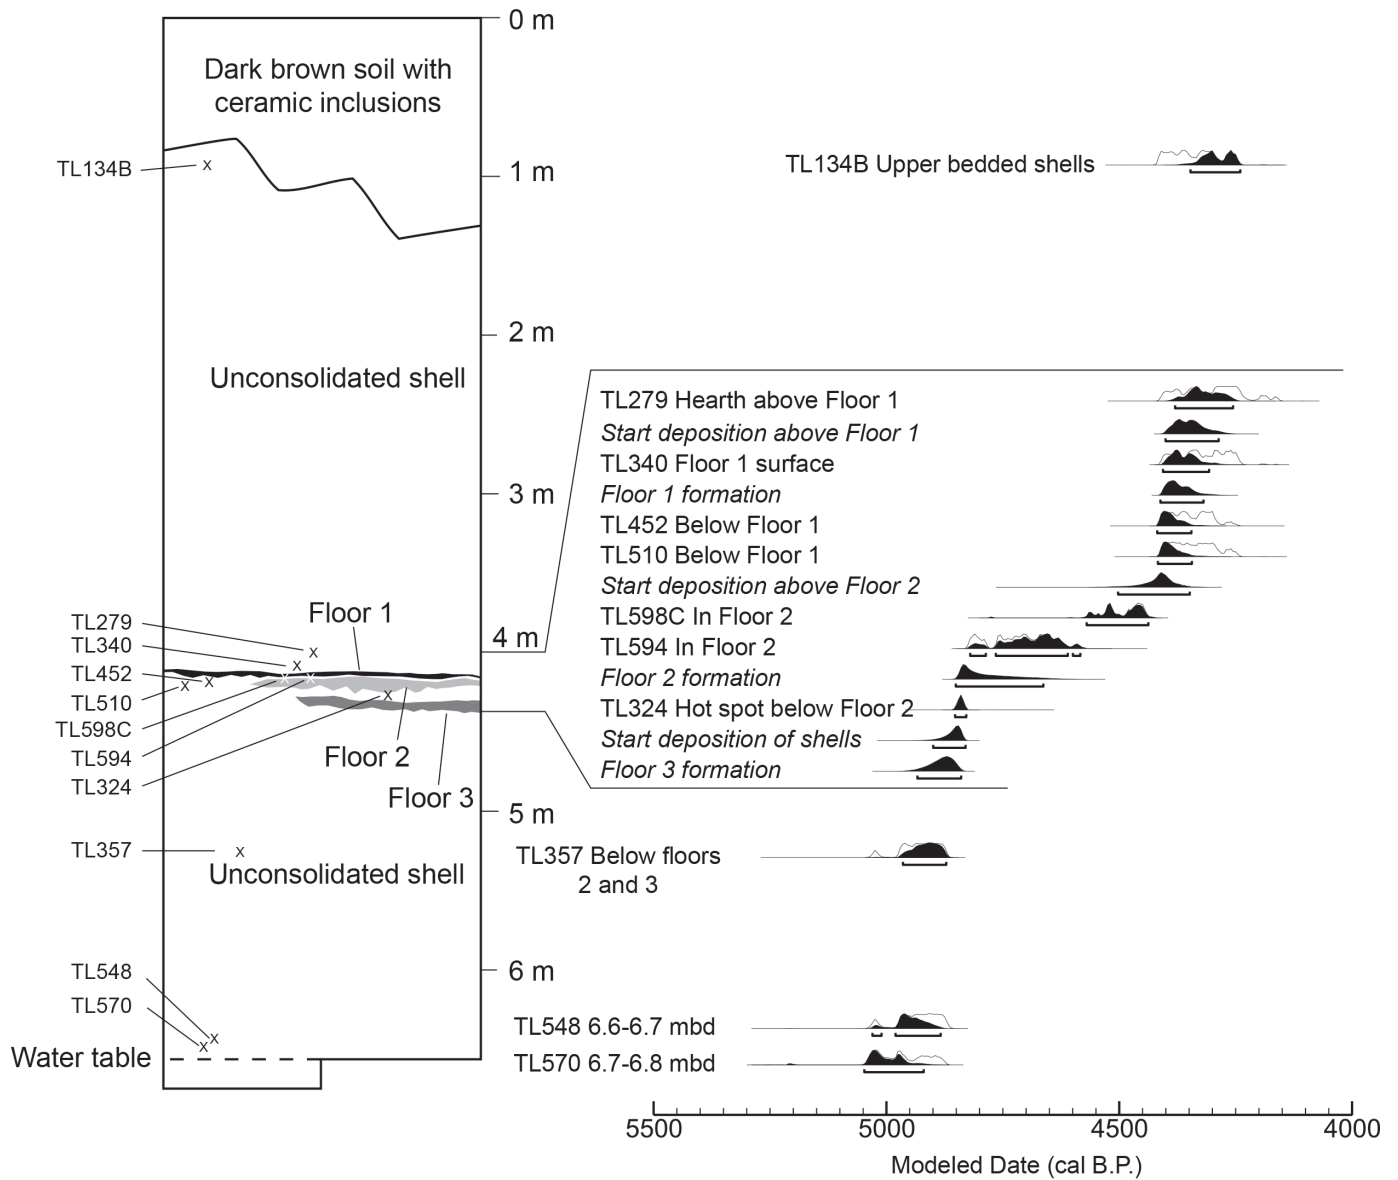 0 m
Dark brown soil with
ceramic inclusions
TL134B
x
1 m
TL134B Upper bedded shells
2 m
Unconsolidated shell
3 m
TL279 Hearth above Floor 1
Start deposition above Floor 1
TL340 Floor 1 surface
Floor 1 formation
TL452 Below Floor 1
TL510 Below Floor 1
Start deposition above Floor 2
TL598C In Floor 2
TL594 In Floor 2
Floor 2 formation
TL324 Hot spot below Floor 2
Start deposition of shells
Floor 3 formation
Floor 1
4 m
TL279
x
TL340
x
TL452
x
TL510
x
TL598C
x
TL594
x
TL324
x
Floor 2
Floor 3
5 m
TL357
x
Unconsolidated shell
TL357 Below floors
2 and 3
6 m
TL548
x
TL570
x
TL548 6.6-6.7 mbd
TL570 6.7-6.8 mbd
Water table
5500 5000 4500 4000
Modeled Date (cal B.P.)